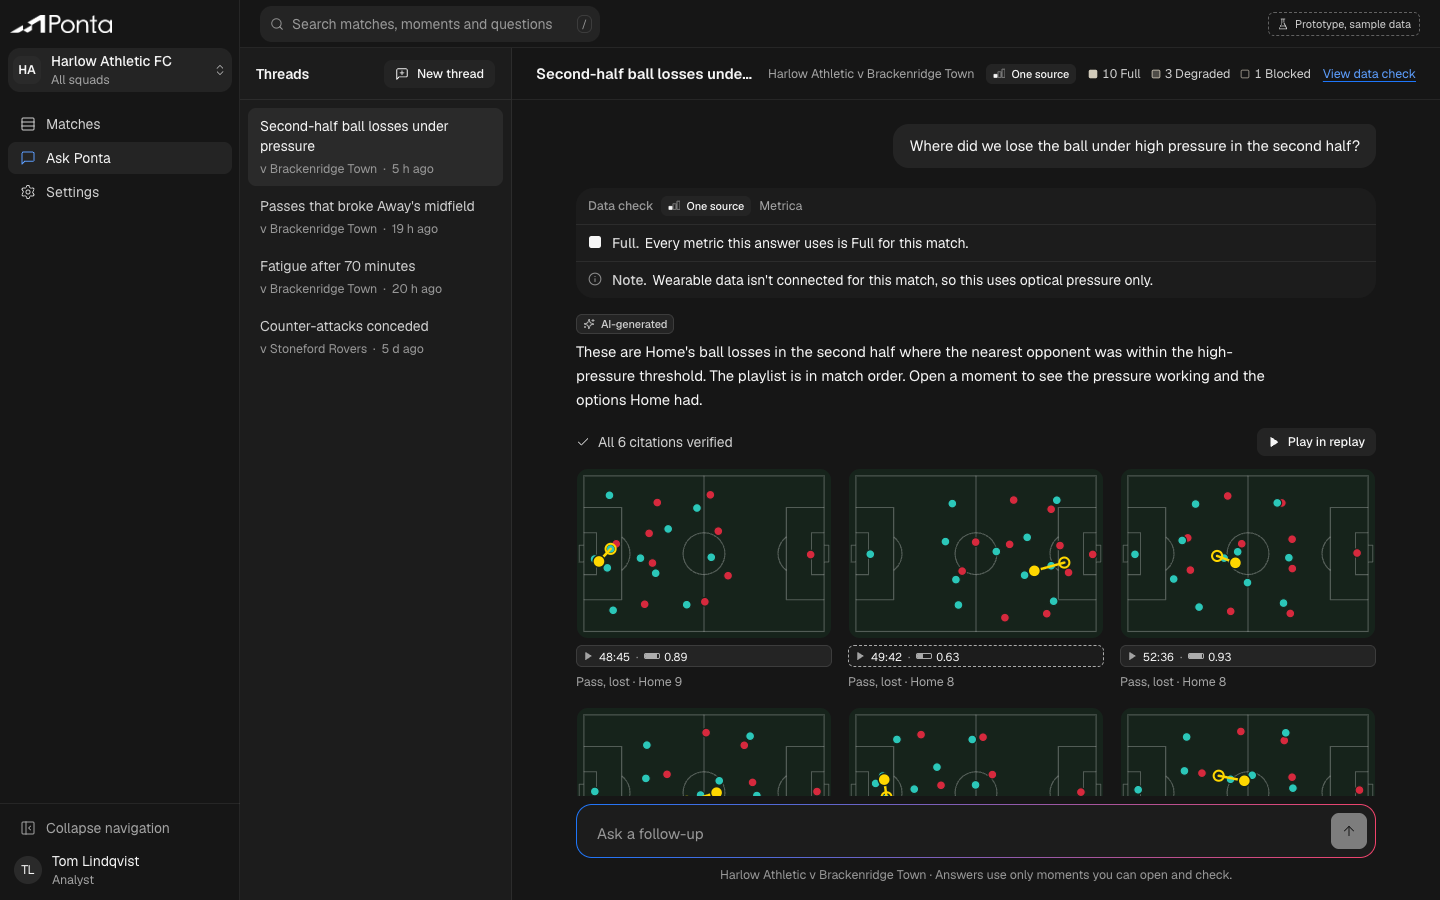 Ponta
Search matches, moments and questions
/
Prototype, sample data
HA
Harlow Athletic FC
All squads
Matches
Ask Ponta
Settings
Collapse navigation
TL
Tom Lindqvist
Analyst
Threads
New thread
Second-half ball losses under
pressure
v Brackenridge Town · 5 h ago
Passes that broke Away's midfield
v Brackenridge Town · 19 h ago
Fatigue after 70 minutes
v Brackenridge Town · 20 h ago
Counter-attacks conceded
v Stoneford Rovers · 5 d ago
Second-half ball losses unde...
Harlow Athletic v Brackenridge Town
One source
10 Full
3 Degraded
1 Blocked
View data check
Where did we lose the ball under high pressure in the second half?
Data check
One source
Metrica
Full. Every metric this answer uses is Full for this match.
Note. Wearable data isn't connected for this match, so this uses optical pressure only.
AI-generated
These are Home's ball losses in the second half where the nearest opponent was within the high-
pressure threshold. The playlist is in match order. Open a moment to see the pressure working and the
options Home had.
All 6 citations verified
Play in replay
48:45 · 0.89
Pass, lost · Home 9
49:42 · 0.63
Pass, lost · Home 8
52:36 · 0.93
Pass, lost · Home 8
Ask a follow-up
Harlow Athletic v Brackenridge Town · Answers use only moments you can open and check.